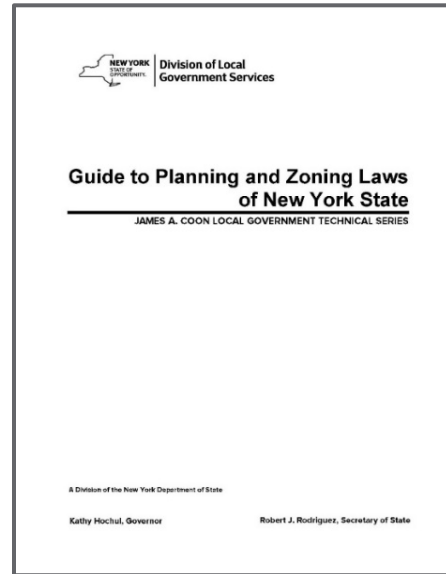 NEW YORK
STATE OF
OPPORTUNITY.
Division of Local
Government Services
Guide to Planning and Zoning Laws
of New York State
JAMES A. COON LOCAL GOVERNMENT TECHNICAL SERIES
A Division of the New York Department of State
Kathy Hochul, Governor
Robert J. Rodriguez, Secretary of State